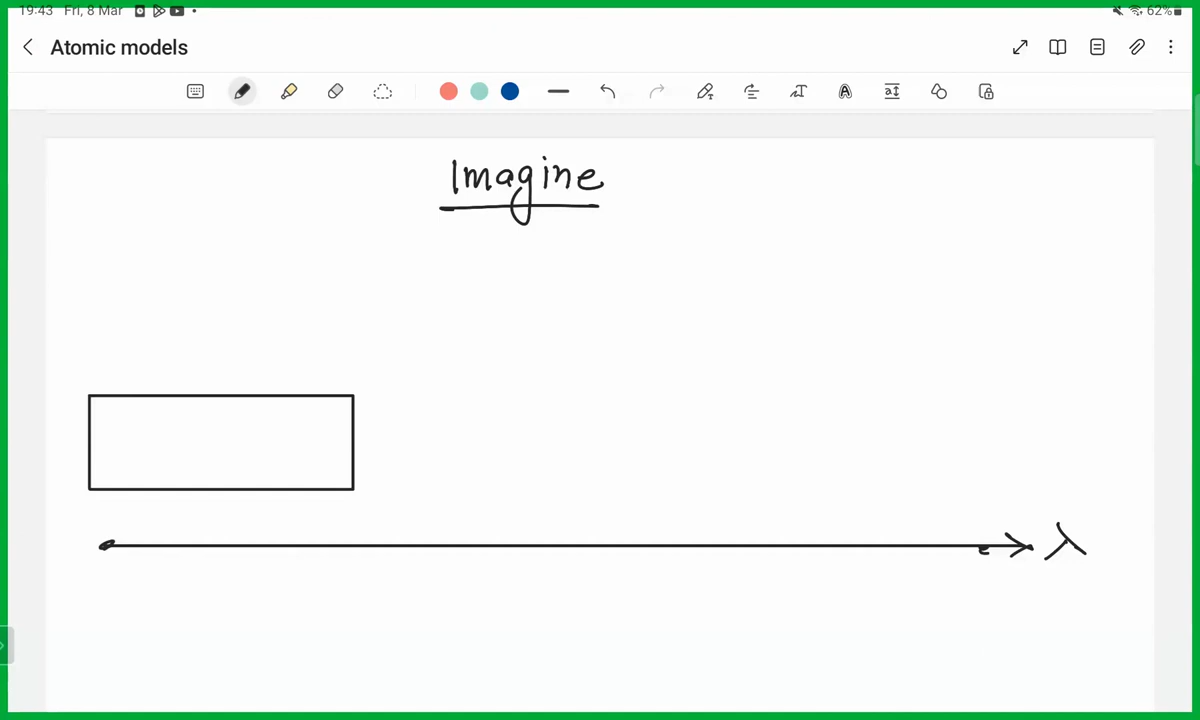 19:43 Fri, 8 Mar
62%
Atomic models
Imagine
λ